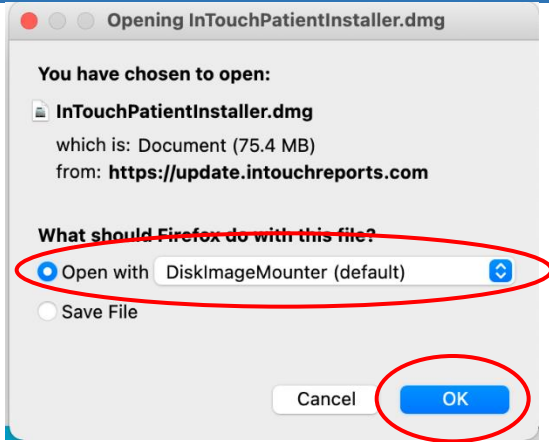 Opening InTouchPatientInstaller.dmg
You have chosen to open:
InTouchPatientInstaller.dmg
which is: Document (75.4 MB)
from: https://update.intouchreports.com
What should Firefox do with this file?
Open with DiskImageMounter (default)
Save File
Cancel OK